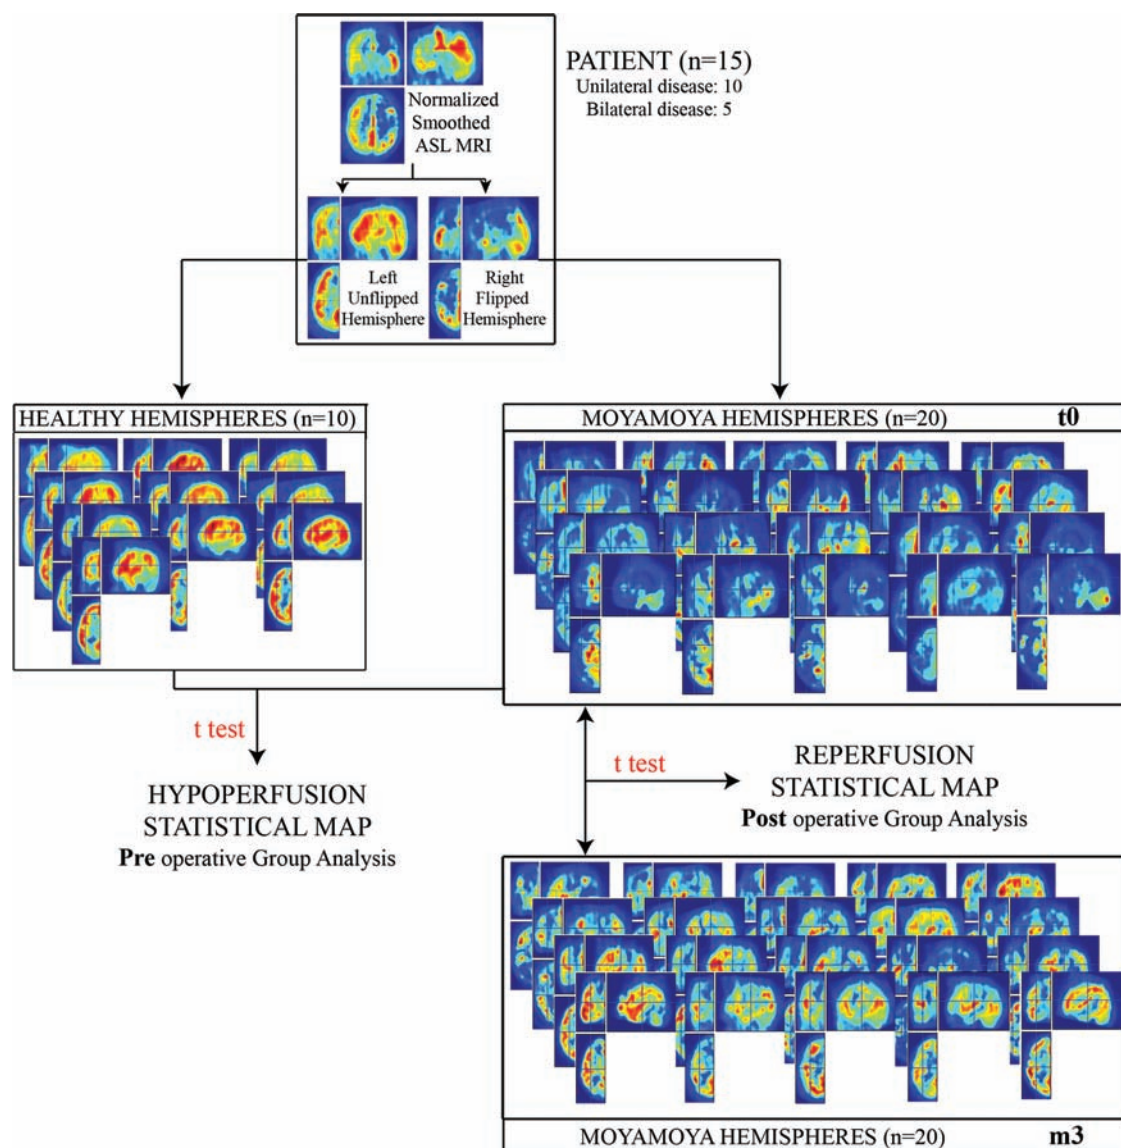 PATIENT (n=15)
Unilateral disease: 10
Bilateral disease: 5
Normalized
Smoothed
ASL MRI
Left
Unflipped
Hemisphere
Right
Flipped
Hemisphere
HEALTHY HEMISPHERES (n=10)
MOYAMOYA HEMISPHERES (n=20) t0
t test
HYPOPERFUSION
STATISTICAL MAP
Pre operative Group Analysis
t test
REPERFUSION
STATISTICAL MAP
Post operative Group Analysis
MOYAMOYA HEMISPHERES (n=20) m3